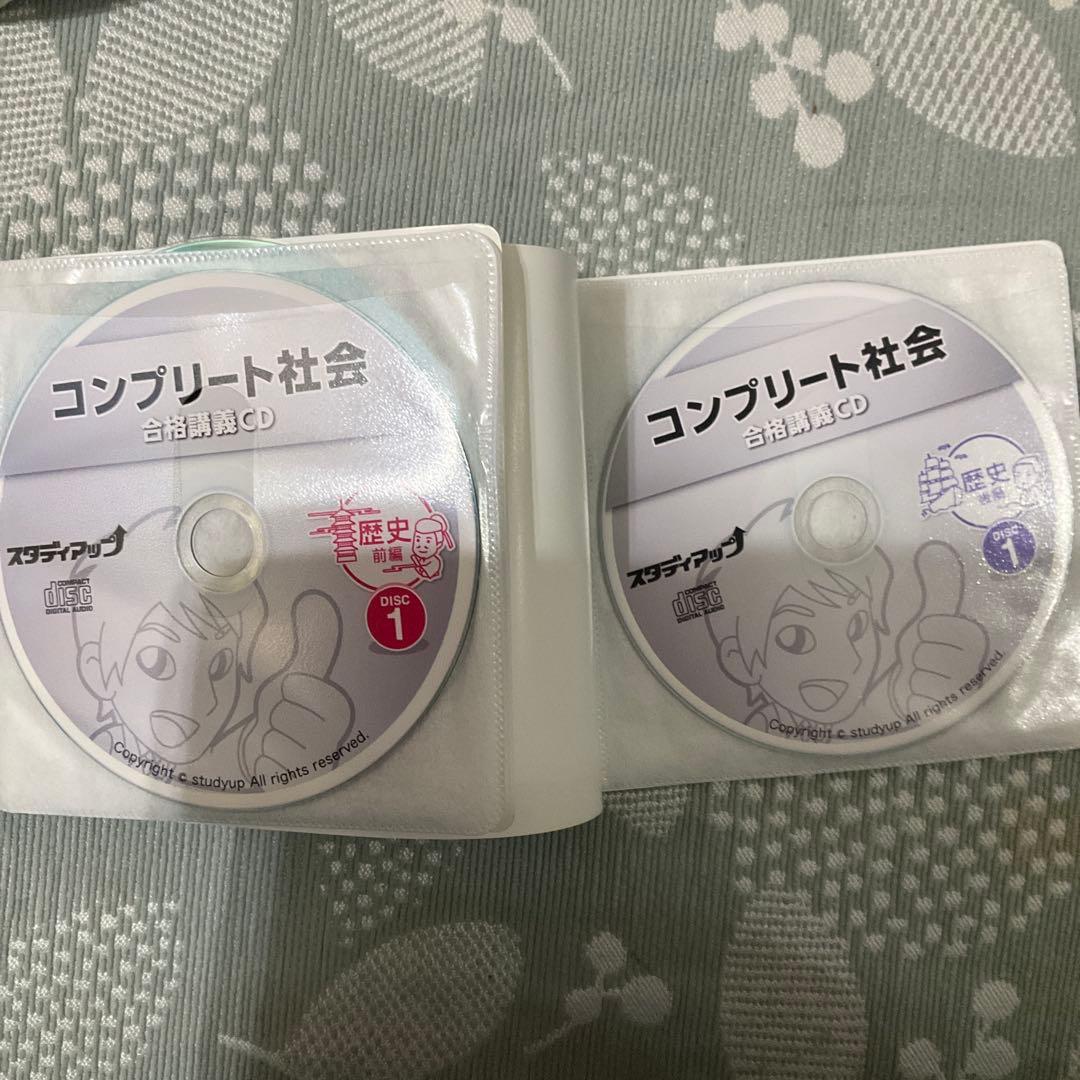 コンプリート社会
合格講義CD
スタディアップ
COMPACT
disc
DIGITAL AUDIO
歴史
前編
DISC
1
Copyright © studyup All rights reserved.
コンプリート社会
合格講義CD
スタディアップ
COMPACT
disc
DIGITAL AUDIO
歴史
後編
DISC
1
Copyright © studyup All rights reserved.